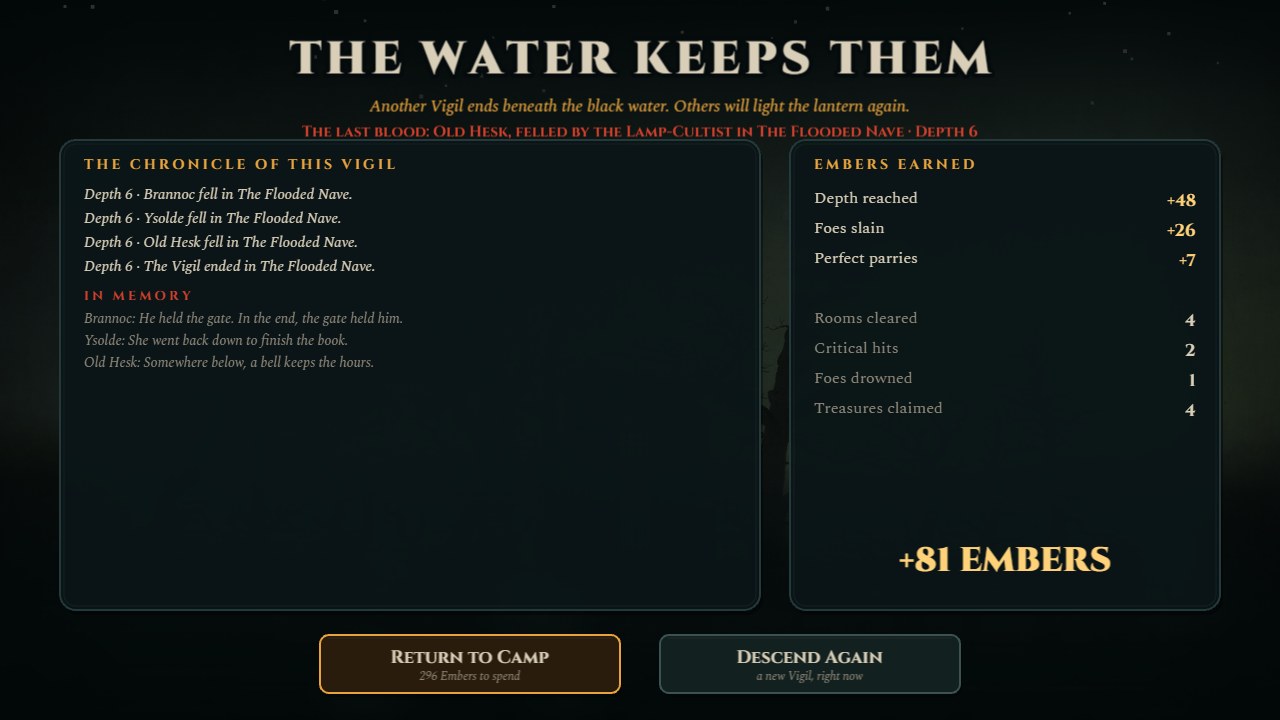 THE WATER KEEPS THEM
Another Vigil ends beneath the black water. Others will light the lantern again.
The last blood: Old Hesk, felled by the Lamp-Cultist in The Flooded Nave · Depth 6
THE CHRONICLE OF THIS VIGIL
Depth 6 · Brannoc fell in The Flooded Nave.
Depth 6 · Ysolde fell in The Flooded Nave.
Depth 6 · Old Hesk fell in The Flooded Nave.
Depth 6 · The Vigil ended in The Flooded Nave.
IN MEMORY
Brannoc: He held the gate. In the end, the gate held him.
Ysolde: She went back down to finish the book.
Old Hesk: Somewhere below, a bell keeps the hours.
EMBERS EARNED
Depth reached +48
Foes slain +26
Perfect parries +7
Rooms cleared 4
Critical hits 2
Foes drowned 1
Treasures claimed 4
+81 EMBERS
Return to Camp
296 Embers to spend
Descend Again
a new Vigil, right now